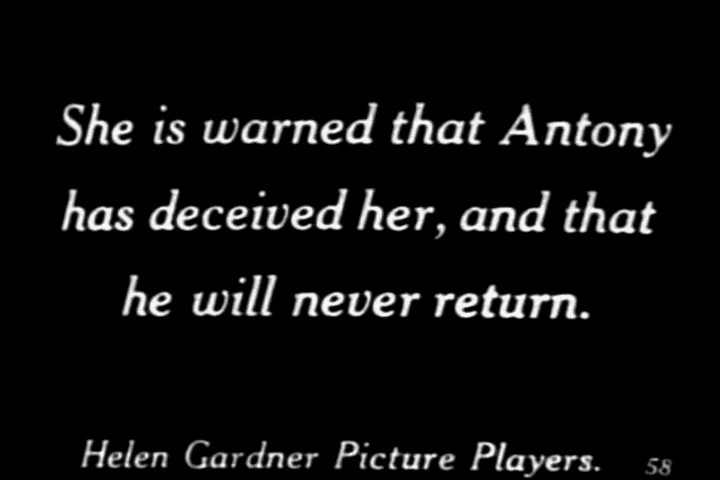 She is warned that Antony
has deceived her, and that
he will never return.
Helen Gardner Picture Players. 58